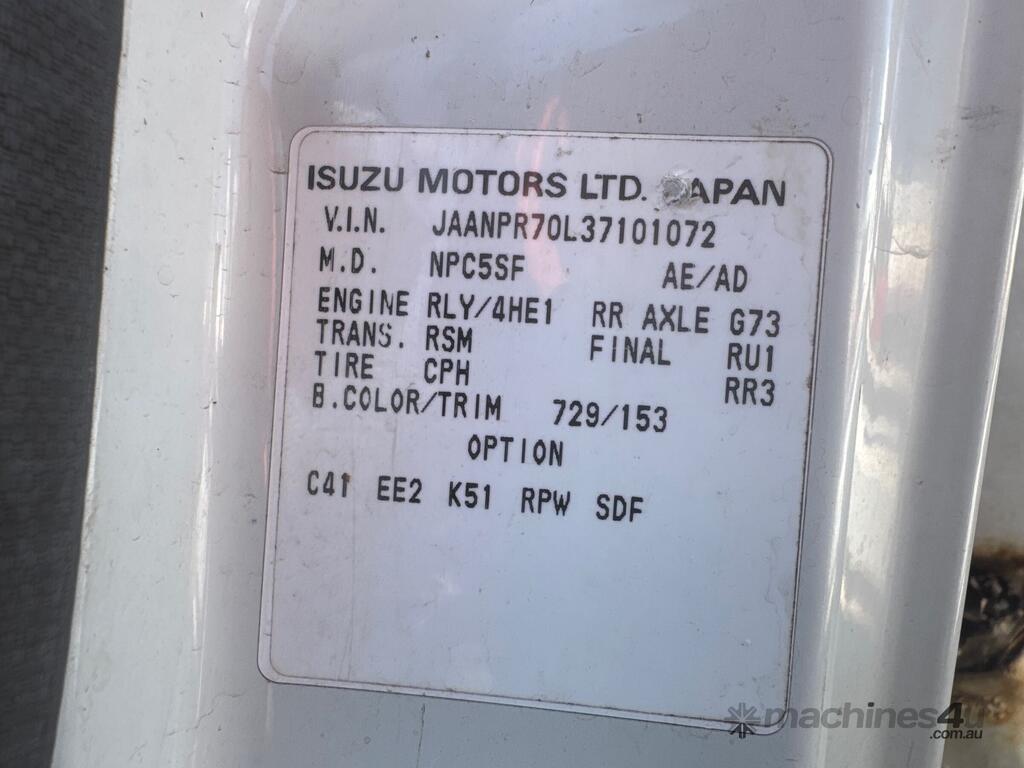 ISUZU MOTORS LTD. JAPAN
V.I.N. JAANPR70L37101072
M.D. NPC5SF AE/AD
ENGINE RLY/4HE1 RR AXLE G73
TRANS. RSM FINAL RU1
TIRE CPH RR3
B.COLOR/TRIM 729/153
OPTION
C41 EE2 K51 RPW SDF
machines4u
.com.au